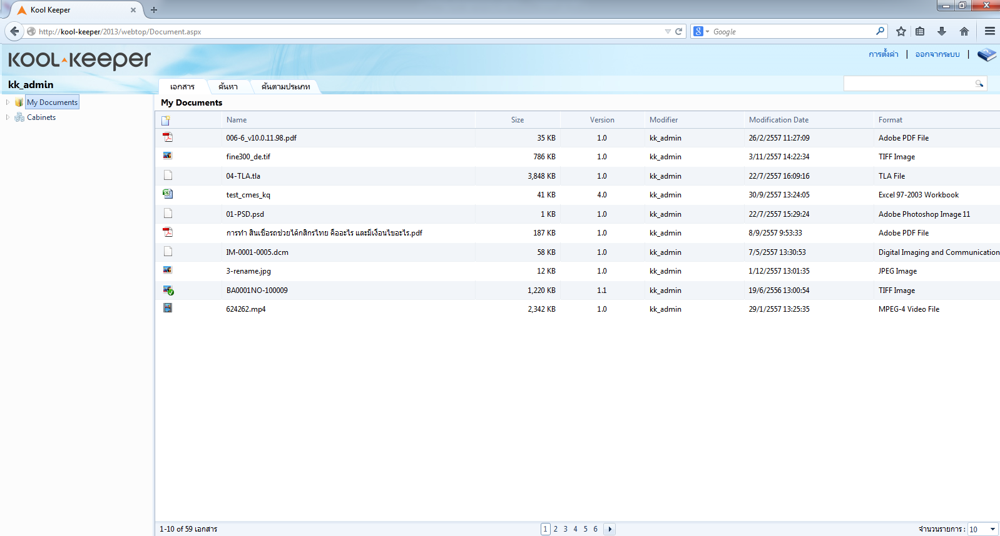 Kool Keeper
http://kool-keeper/2013/webtop/Document.aspx
8 Google
KOOL KEEPER
การตั้งค่า | ออกจากระบบ |
kk_admin
เอกสาร ค้นหา ค้นตามประเภท
My Documents
Cabinets
My Documents
Name Size Version Modifier Modification Date Format
006-6_v10.0.11.98.pdf 35 KB 1.0 kk_admin 26/2/2557 11:27:09 Adobe PDF File
fine300_de.tif 786 KB 1.0 kk_admin 3/11/2557 14:22:34 TIFF Image
04-TLA.tla 3,848 KB 1.0 kk_admin 22/7/2557 16:09:16 TLA File
test_cmes_kq 41 KB 4.0 kk_admin 30/9/2557 13:24:05 Excel 97-2003 Workbook
01-PSD.psd 1 KB 1.0 kk_admin 22/7/2557 15:29:24 Adobe Photoshop Image 11
การทำ สินเชื่อรถช่วยได้กสิกรไทย คืออะไร และมีเงื่อนไขอะไร.pdf 187 KB 1.0 kk_admin 8/9/2557 9:53:33 Adobe PDF File
IM-0001-0005.dcm 58 KB 1.0 kk_admin 7/5/2557 13:30:53 Digital Imaging and Communication
3-rename.jpg 12 KB 1.0 kk_admin 1/12/2557 13:01:35 JPEG Image
BA0001NO-100009 1,220 KB 1.1 kk_admin 19/6/2556 13:00:54 TIFF Image
624262.mp4 2,342 KB 1.0 kk_admin 29/1/2557 13:25:35 MPEG-4 Video File
1-10 of 59 เอกสาร 1 2 3 4 5 6 จำนวนรายการ : 10